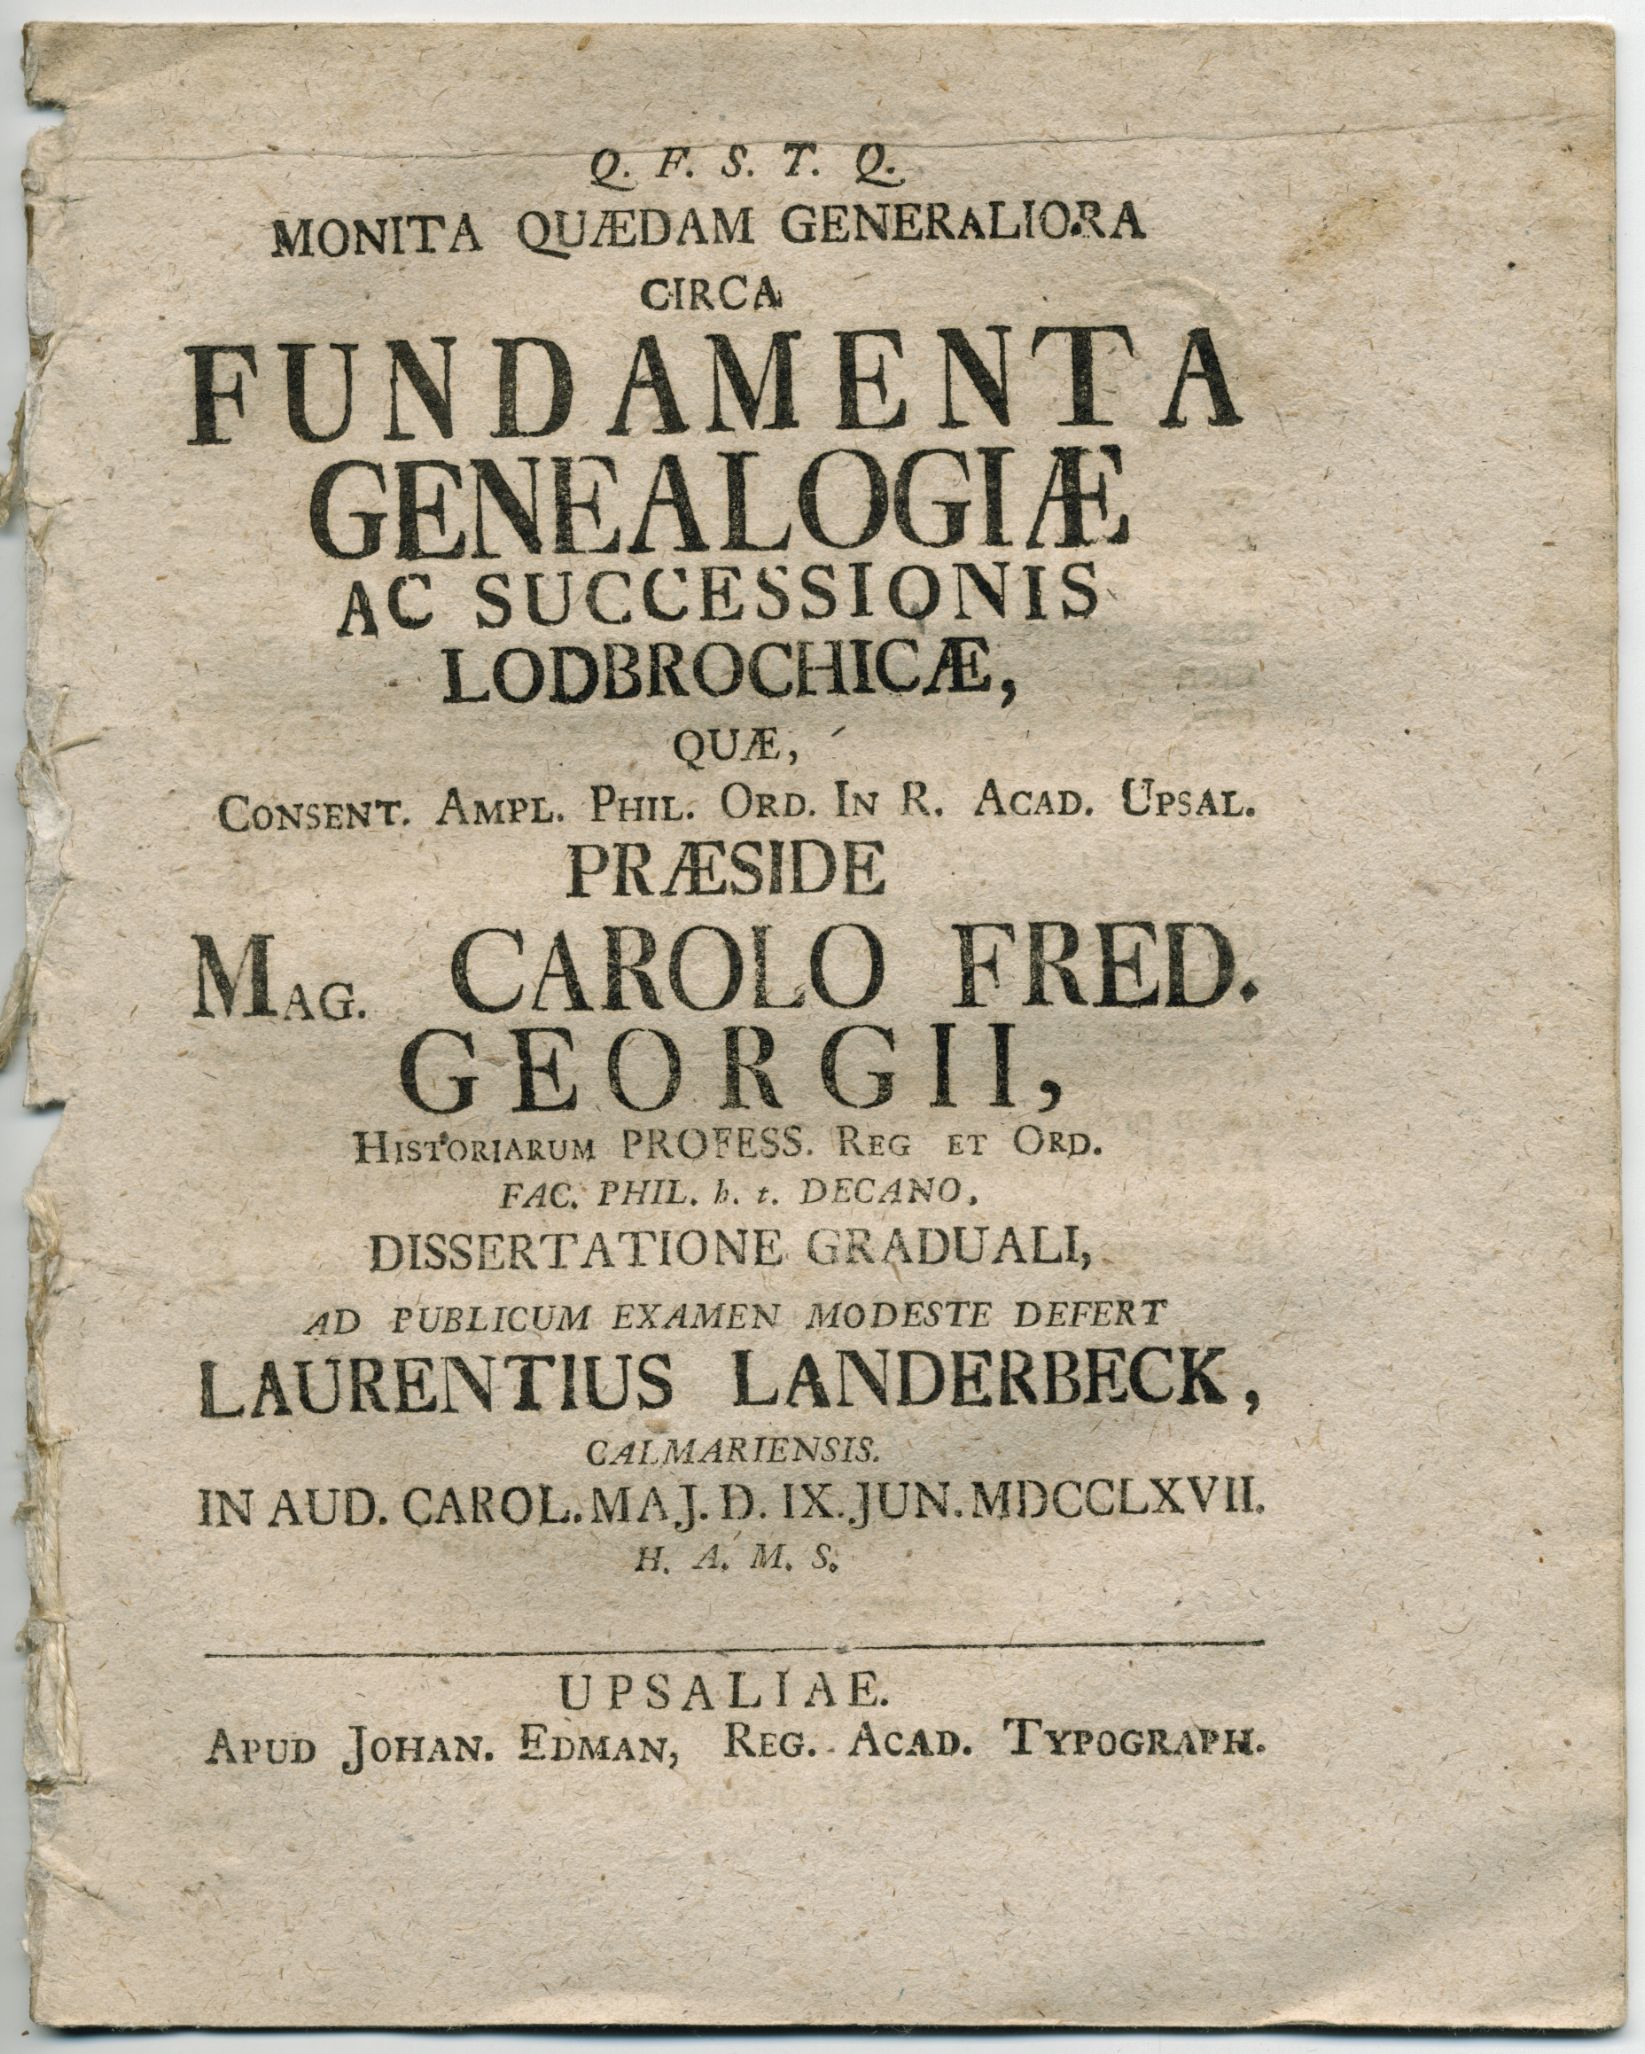 Q. F. S. T. Q.
MONITA QUÆDAM GENERALIORA
CIRCA
FUNDAMENTA
GENEALOGIÆ
AC SUCCESSIONIS
LODBROCHICÆ,
QUÆ,
CONSENT. AMPL. PHIL. ORD. IN R. ACAD. UPSAL.
PRÆSIDE
MAG. CAROLO FRED.
GEORGII,
HISTORIARUM PROFESS. REG ET ORD.
FAC. PHIL. h. t. DECANO,
DISSERTATIONE GRADUALI,
AD PUBLICUM EXAMEN MODESTE DEFERT
LAURENTIUS LANDERBECK,
CALMARIENSIS.
IN AUD. CAROL. MAJ. D. IX. JUN. MDCCLXVII.
H. A. M. S.
UPSALIAE.
APUD JOHAN. EDMAN, REG. ACAD. TYPOGRAPH.